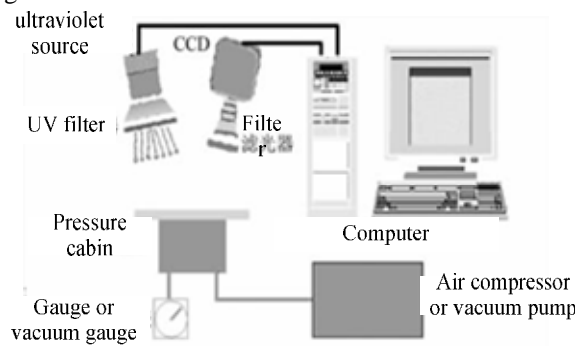 ultraviolet
source
CCD
UV filter
Filte
r
滤光器
Pressure
cabin
Computer
Gauge or
vacuum gauge
Air compressor
or vacuum pump